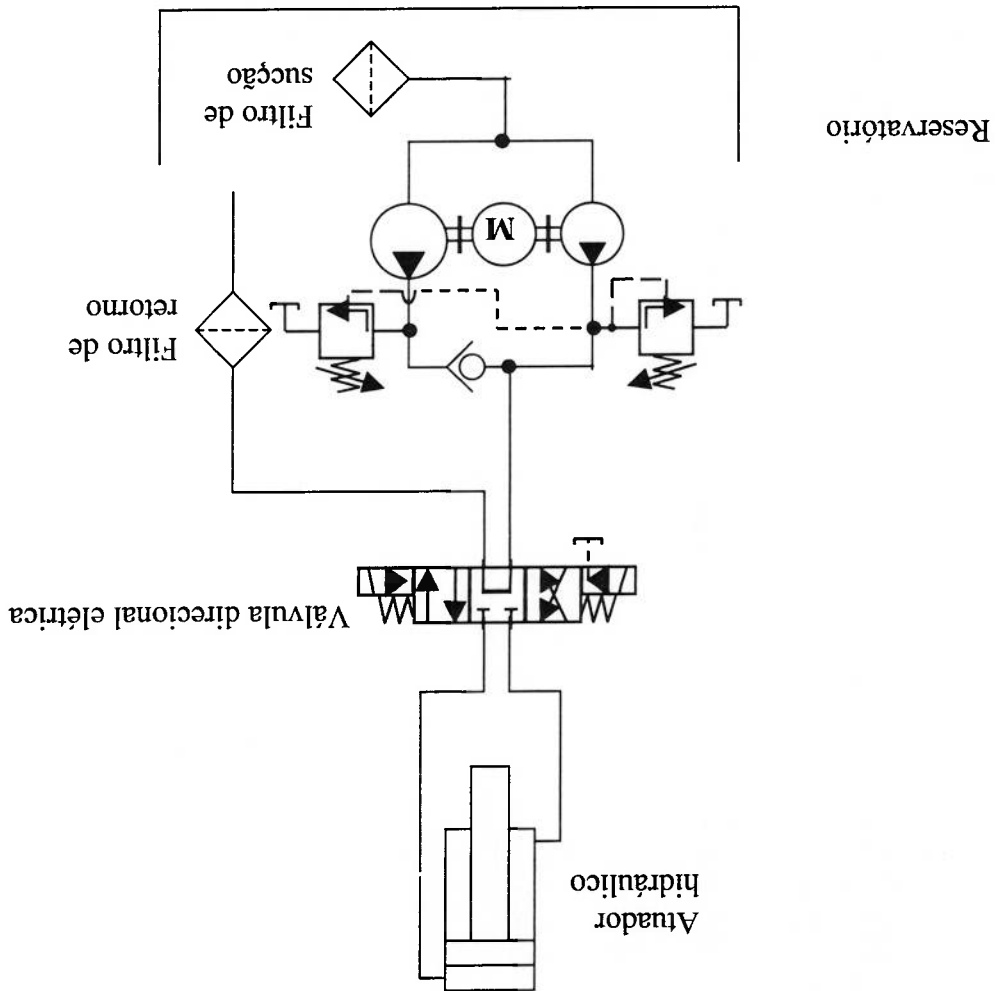 Atuador
hidráulico
Válvula direcional elétrica
Filtro de
retorno
M
Reservatório
Filtro de
sucção